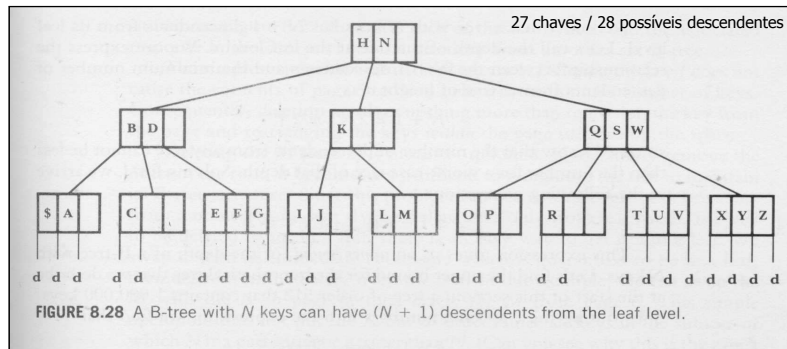 27 chaves / 28 possíveis descendentes
H N
B D K Q S W
$ A C E F G I J L M O P R T U V X Y Z
d d d d d d d d d d d d d d d d d d d d d d d d d d d d
FIGURE 8.28 A B-tree with N keys can have (N + 1) descendents from the leaf level.